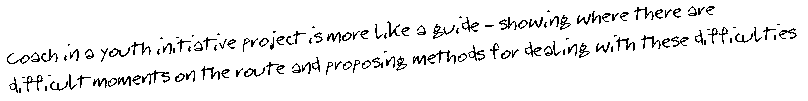 coach in a youth initiative project is more like a guide – showing where there are
difficult moments on the route and proposing methods for dealing with these difficulties